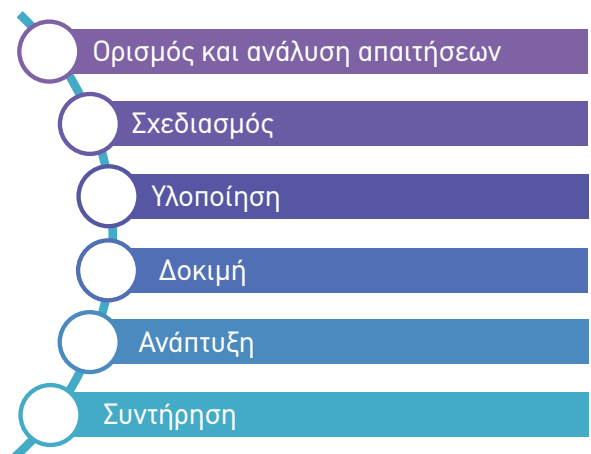 Ορισμός και ανάλυση απαιτήσεων
Σχεδιασμός
Υλοποίηση
Δοκιμή
Ανάπτυξη
Συντήρηση